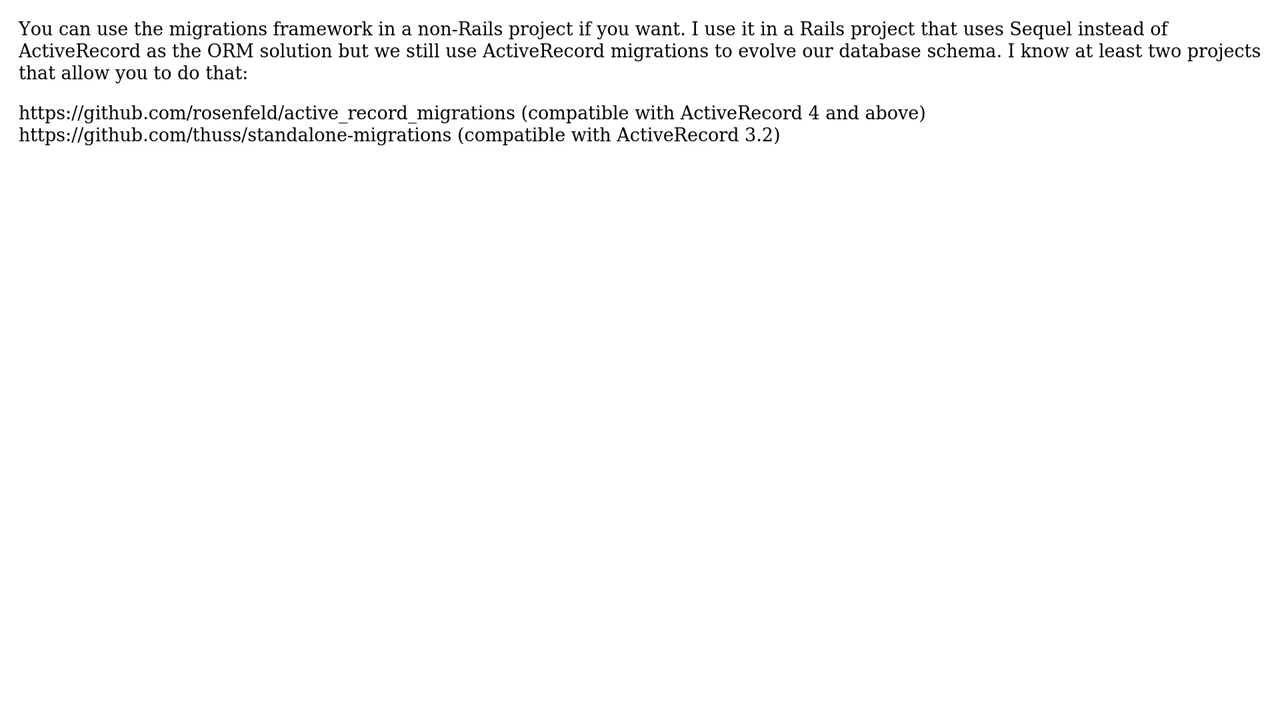 You can use the migrations framework in a non-Rails project if you want. I use it in a Rails project that uses Sequel instead of
ActiveRecord as the ORM solution but we still use ActiveRecord migrations to evolve our database schema. I know at least two projects
that allow you to do that:
https://github.com/rosenfeld/active_record_migrations (compatible with ActiveRecord 4 and above)
https://github.com/thuss/standalone-migrations (compatible with ActiveRecord 3.2)